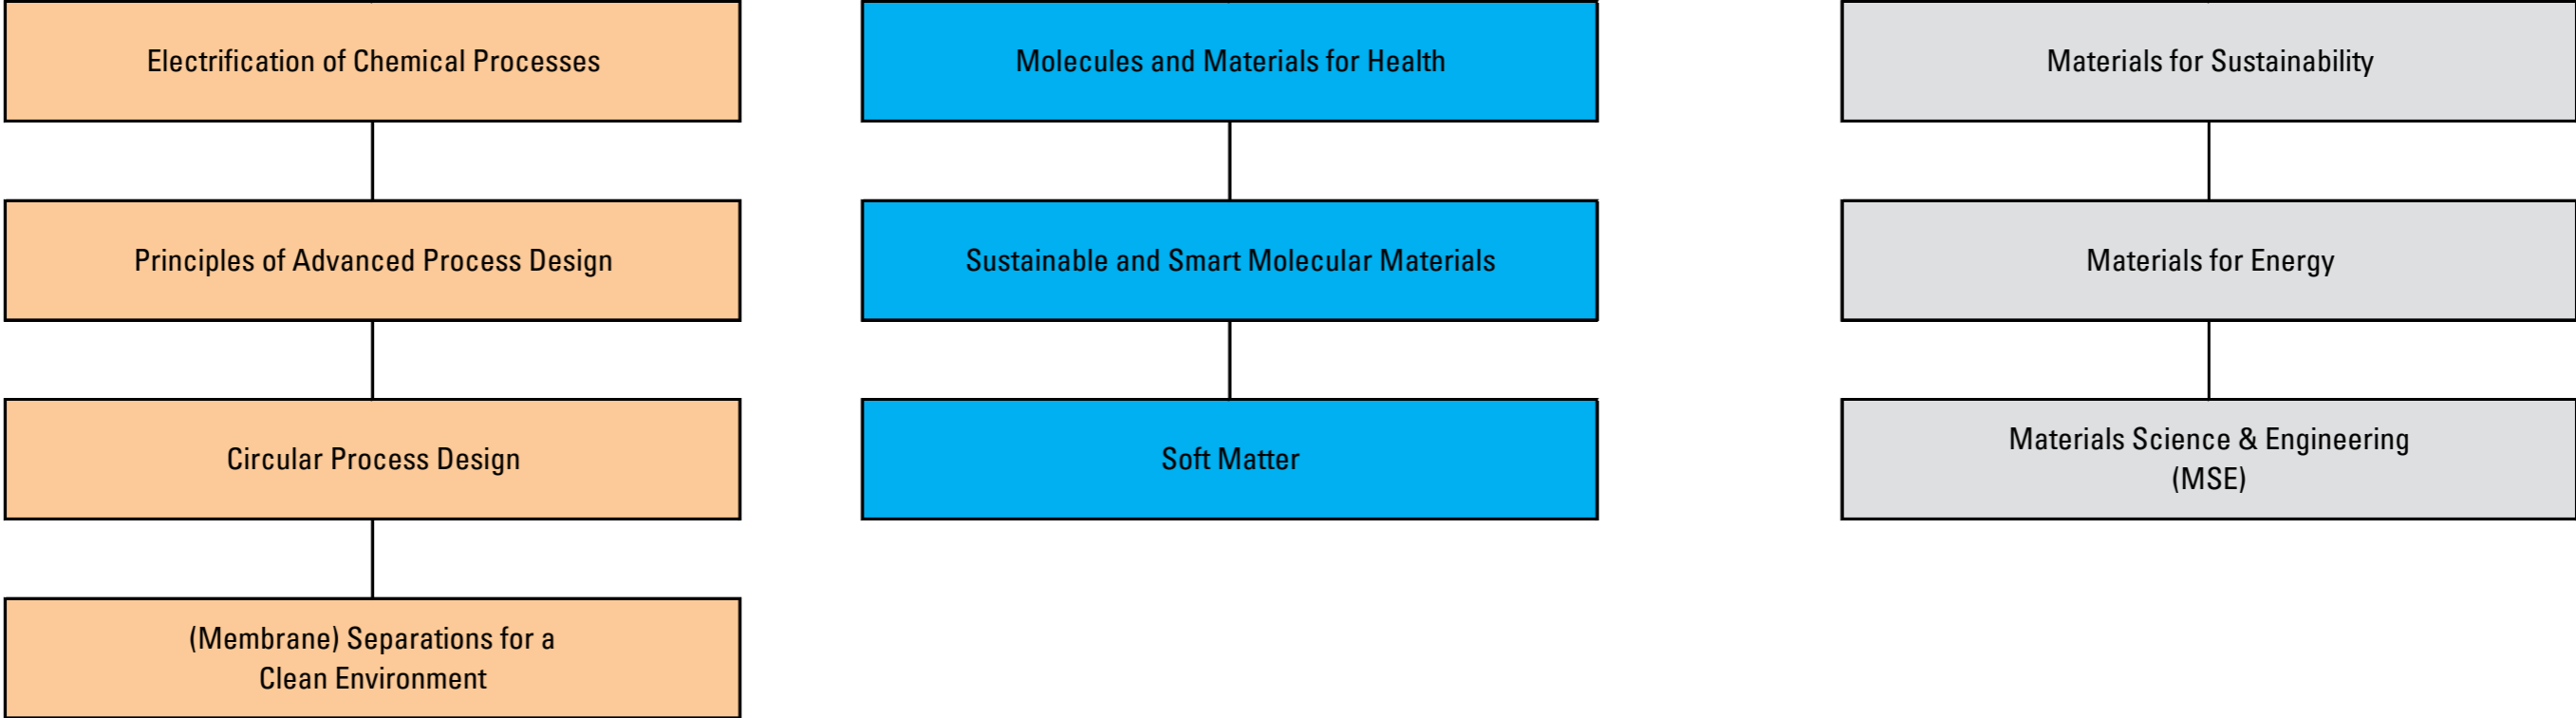 Electrification of Chemical Processes
Molecules and Materials for Health
Materials for Sustainability
Principles of Advanced Process Design
Sustainable and Smart Molecular Materials
Materials for Energy
Circular Process Design
Soft Matter
Materials Science & Engineering
(MSE)
(Membrane) Separations for a
Clean Environment